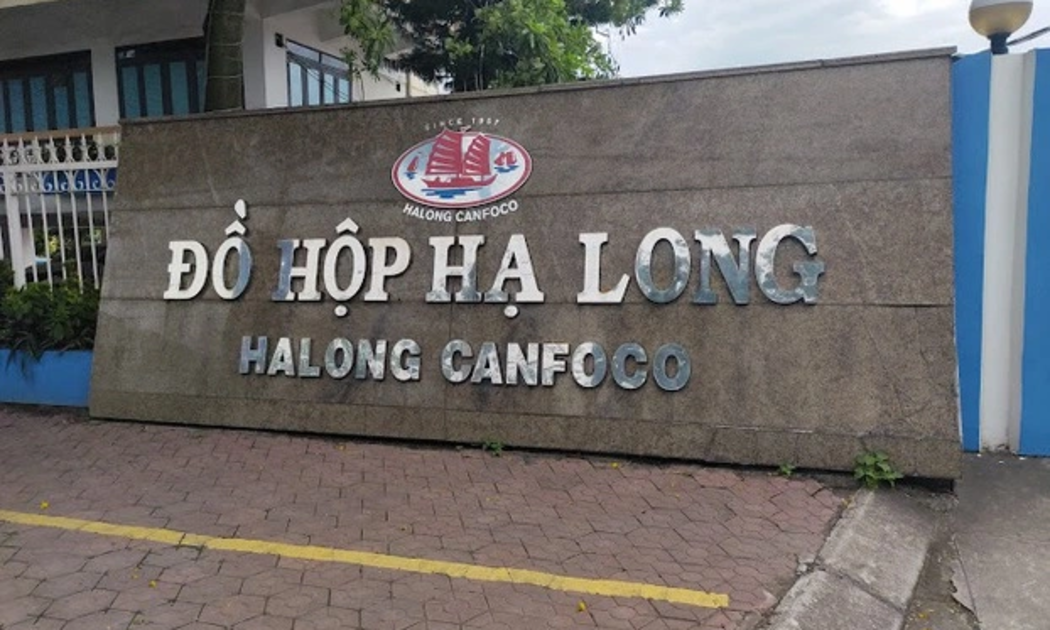 SINCE 1957
HALONG CANFOCO
ĐỒ HỘP HẠ LONG
HALONG CANFOCO